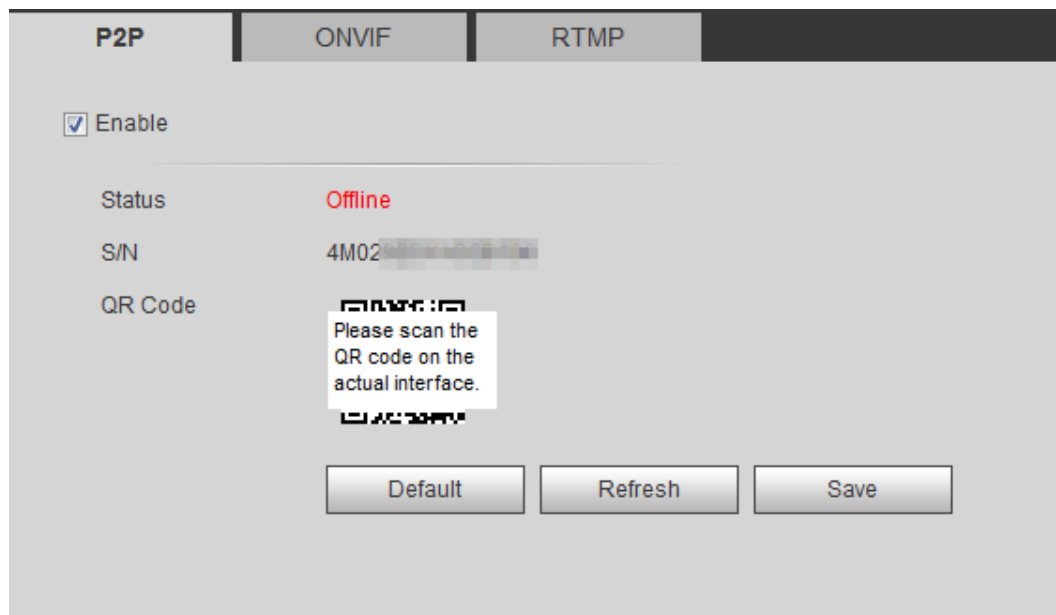 P2P ONVIF RTMP
Enable
Status Offline
S/N 4M02
QR Code
Please scan the
QR code on the
actual interface.
Default Refresh Save